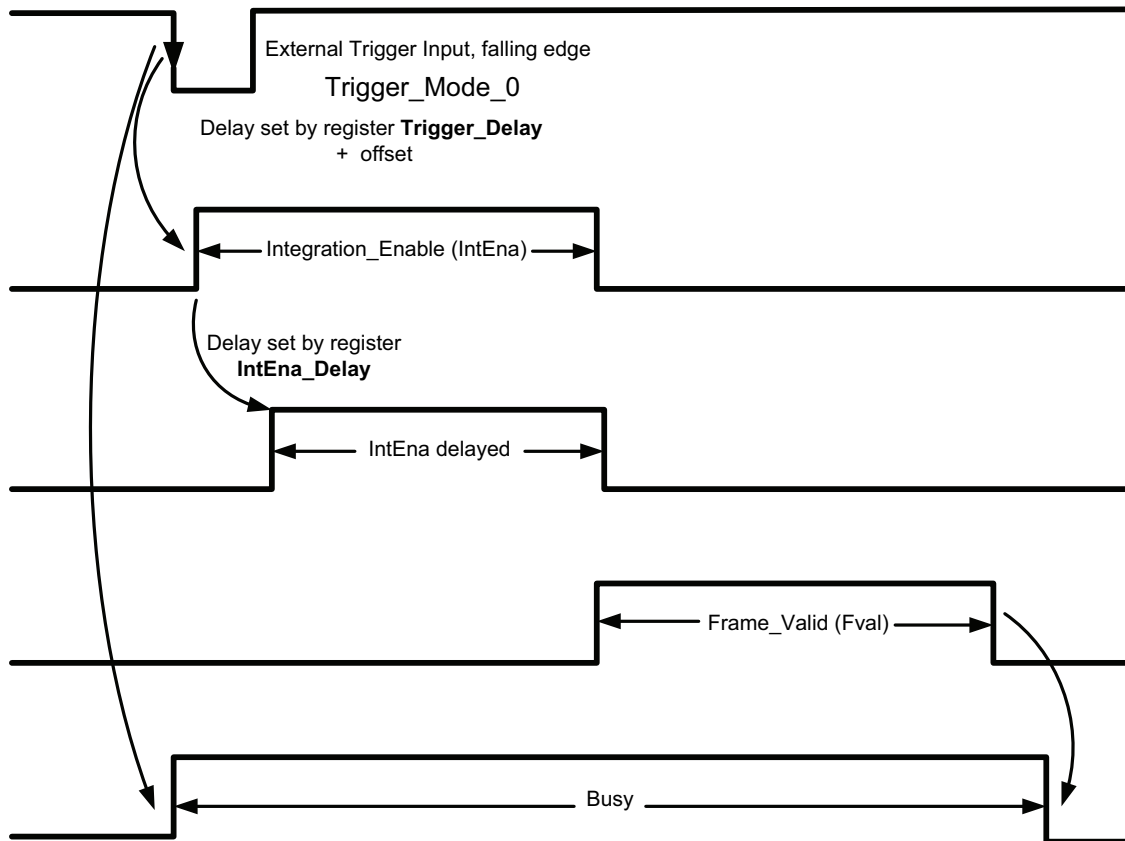 External Trigger Input, falling edge
Trigger_Mode_0
Delay set by register Trigger_Delay
+ offset
Integration_Enable (IntEna)
Delay set by register
IntEna_Delay
IntEna delayed
Frame_Valid (Fval)
Busy